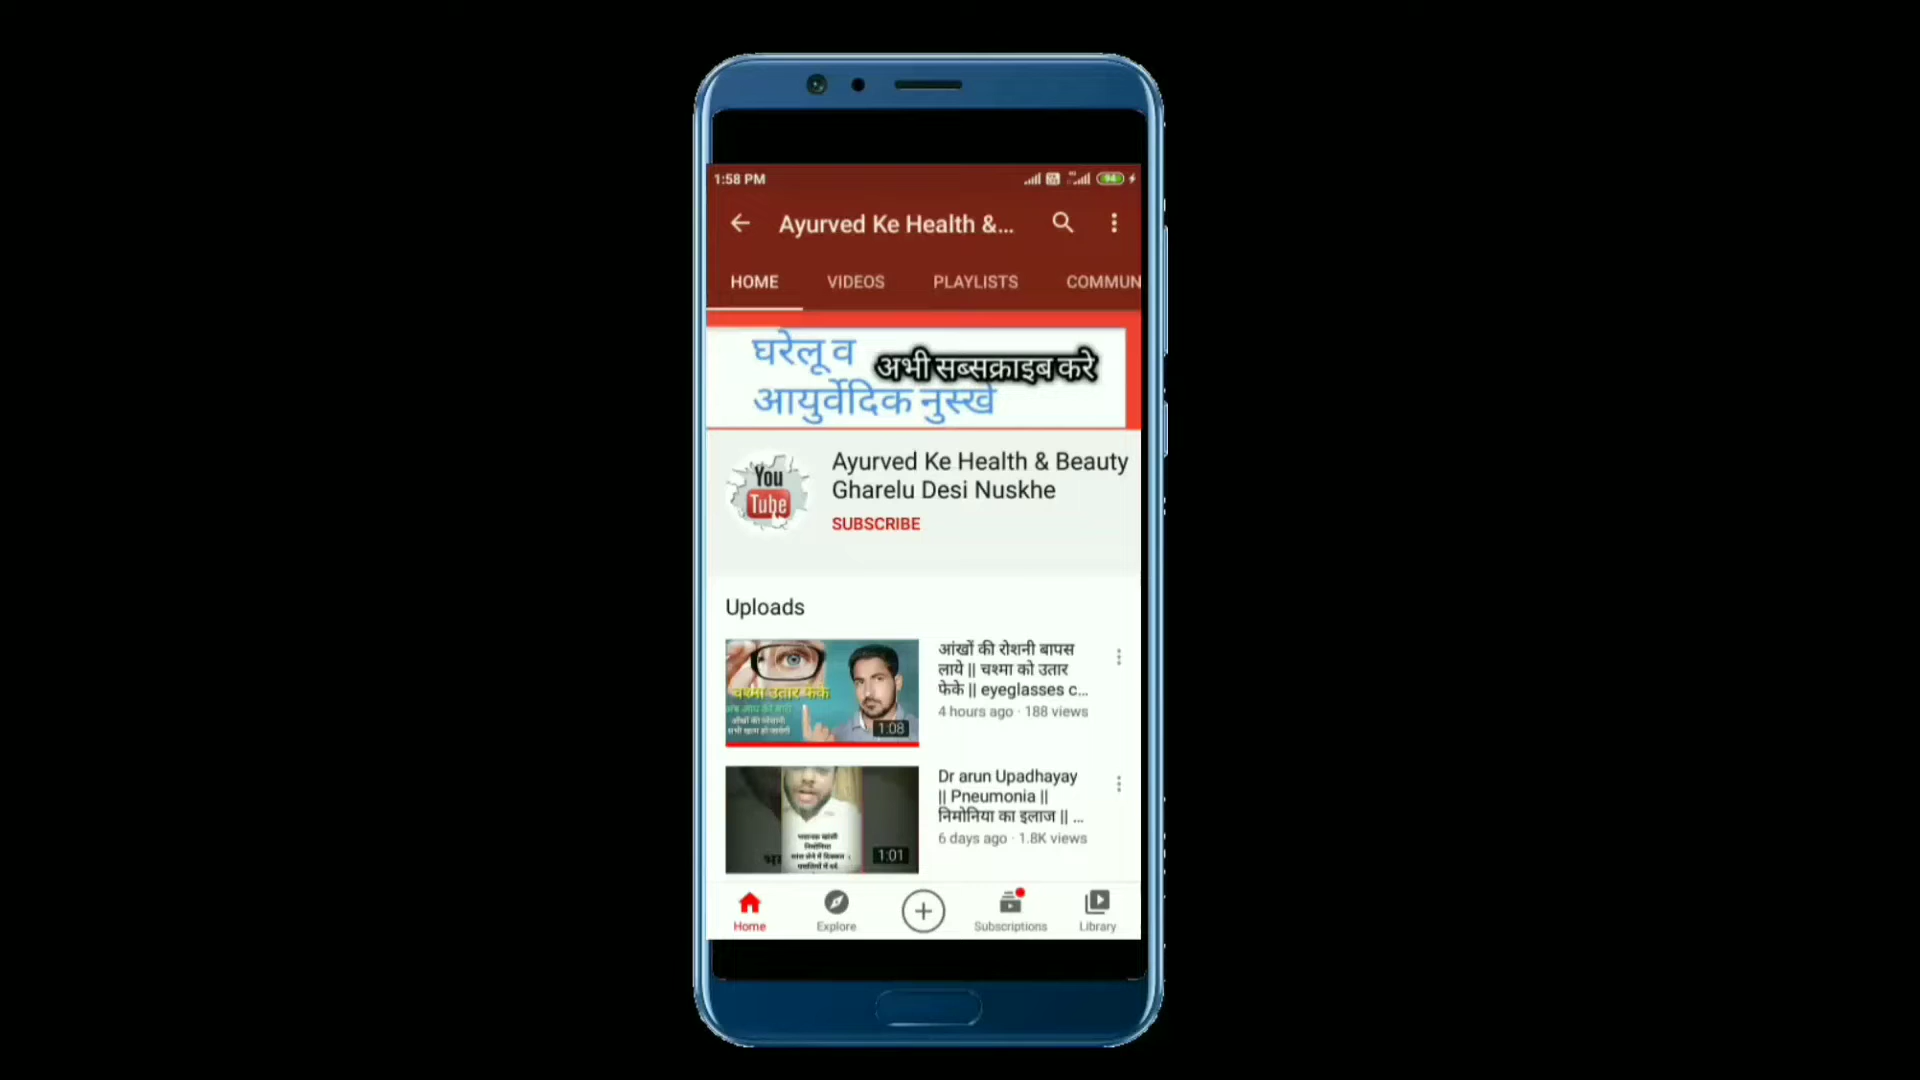 1:58 PM
94
Ayurved Ke Health &...
HOME VIDEOS PLAYLISTS COMMUN
घरेलू व
अभी सब्सक्राइब करे
आयुर्वेदिक नुस्खे
You
Tube
Ayurved Ke Health & Beauty
Gharelu Desi Nuskhe
SUBSCRIBE
Uploads
चश्मा उतार फेके
1:08
आंखों की रोशनी बापस
लाये || चश्मा को उतार
फेके || eyeglasses c...
4 hours ago · 188 views
निमोनिया
1:01
Dr arun Upadhayay
|| Pneumonia ||
निमोनिया का इलाज || ...
6 days ago · 1.8K views
Home Explore Subscriptions Library